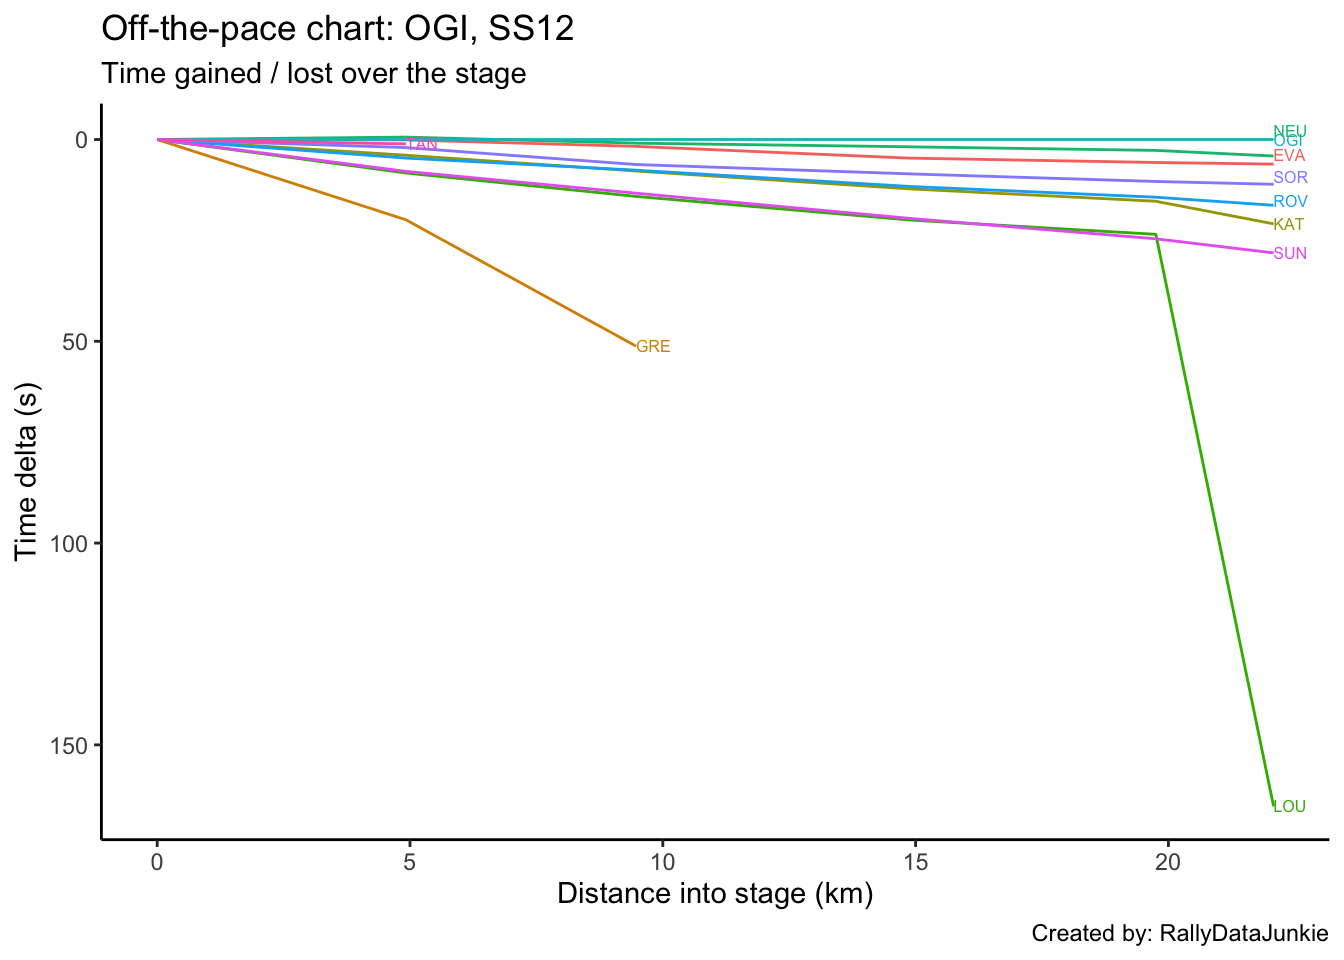 Off-the-pace chart: OGI, SS12
Time gained / lost over the stage
0
50
100
150
Time delta (s)
NEU
OGI
EVA
SOR
ROV
KAT
SUN
TAN
GRE
LOU
0 5 10 15 20
Distance into stage (km)
Created by: RallyDataJunkie